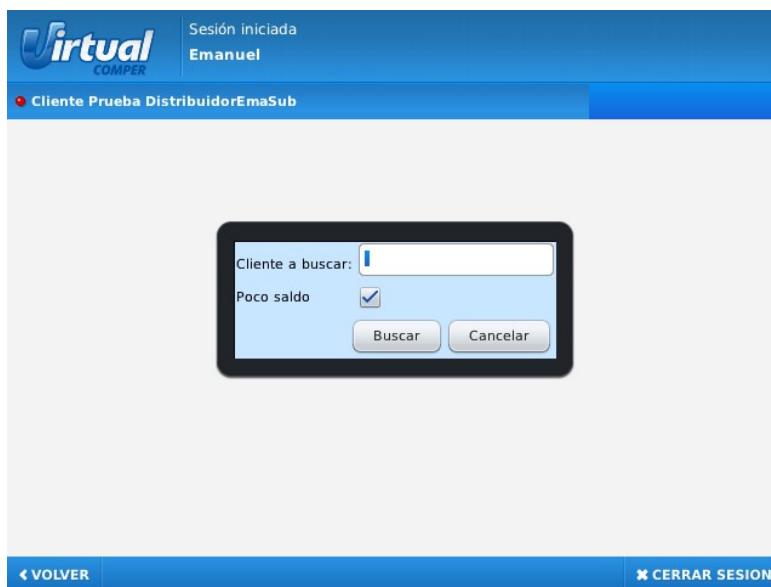 Virtual
COMPER
Sesión iniciada
Emanuel
Cliente Prueba DistribuidorEmaSub
Cliente a buscar:
Poco saldo
Buscar
Cancelar
VOLVER
CERRAR SESION